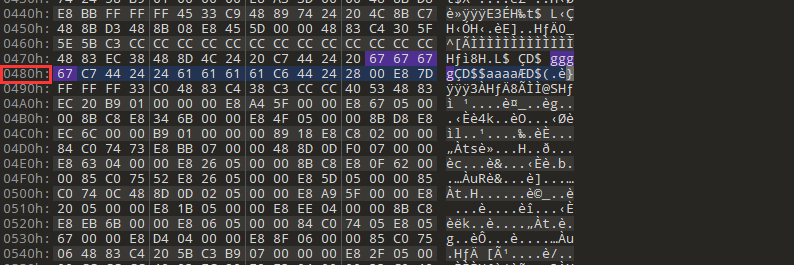 0440h: E8 BB FF FF FF 45 33 C9 48 89 74 24 20 4C 8B C7 è»ÿÿÿE3ÉH‰t$ L‹Ç
0450h: 48 8B D3 48 8B 08 E8 45 5D 00 00 48 83 C4 30 5F H‹ÓH‹.èE]..HƒÄ0_
0460h: 5E 5B C3 CC CC CC CC CC CC CC CC CC CC CC CC CC ^[ÃÌÌÌÌÌÌÌÌÌÌÌÌÌ
0470h: 48 83 EC 38 48 8D 4C 24 20 C7 44 24 20 67 67 67 Hƒì8H.L$ ÇD$ ggg
0480h: 67 C7 44 24 24 61 61 61 61 C6 44 24 28 00 E8 7D gÇD$$aaaaÆD$(.è}
0490h: FF FF FF 33 C0 48 83 C4 38 C3 CC CC 40 53 48 83 ÿÿÿ3ÀHƒÄ8ÃÌÌ@SHƒ
04A0h: EC 20 B9 01 00 00 00 E8 A4 5F 00 00 E8 67 05 00 ì ¹....è¤_..èg..
04B0h: 00 8B C8 E8 34 6B 00 00 E8 4F 05 00 00 8B D8 E8 .‹Èè4k..èO...‹Øè
04C0h: EC 6C 00 00 B9 01 00 00 00 89 18 E8 C8 02 00 00 ìl..¹....‰.èÈ...
04D0h: 84 C0 74 73 E8 BB 07 00 00 48 8D 0D F0 07 00 00 „Àtsè»...H..ð...
04E0h: E8 63 04 00 00 E8 26 05 00 00 8B C8 E8 0F 62 00 èc...è&...‹Èè.b.
04F0h: 00 85 C0 75 52 E8 26 05 00 00 E8 5D 05 00 00 85 .…ÀuRè&...è]...…
0500h: C0 74 0C 48 8D 0D 02 05 00 00 E8 A9 5F 00 00 E8 Àt.H......è©_..è
0510h: 20 05 00 00 E8 1B 05 00 00 E8 EE 04 00 00 8B C8  ...è....èî...‹È
0520h: E8 EB 6B 00 00 E8 06 05 00 00 84 C0 74 05 E8 05 èëk..è....„Àt.è.
0530h: 67 00 00 E8 D4 04 00 00 E8 8F 06 00 00 85 C0 75 g..èÔ...è....…Àu
0540h: 06 48 83 C4 20 5B C3 B9 07 00 00 00 E8 2F 05 00 .HƒÄ [Ã¹....è/..